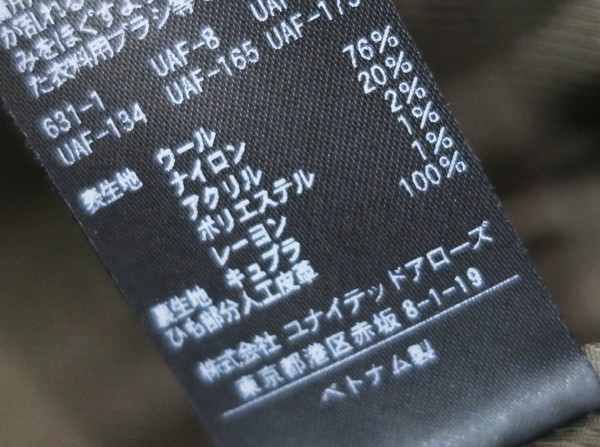 が乱れる
みをほぐすよ
た衣料用ブラシ等で
631-1 UAF-8
UAF-134 UAF-165 UAF-173
表生地 ウール 76%
ナイロン 20%
アクリル 2%
ポリエステル 1%
レーヨン 1%
裏生地 キュプラ 100%
ひも部分人工皮革
株式会社 ユナイテッドアローズ
東京都港区赤坂 8-1-19
ベトナム製